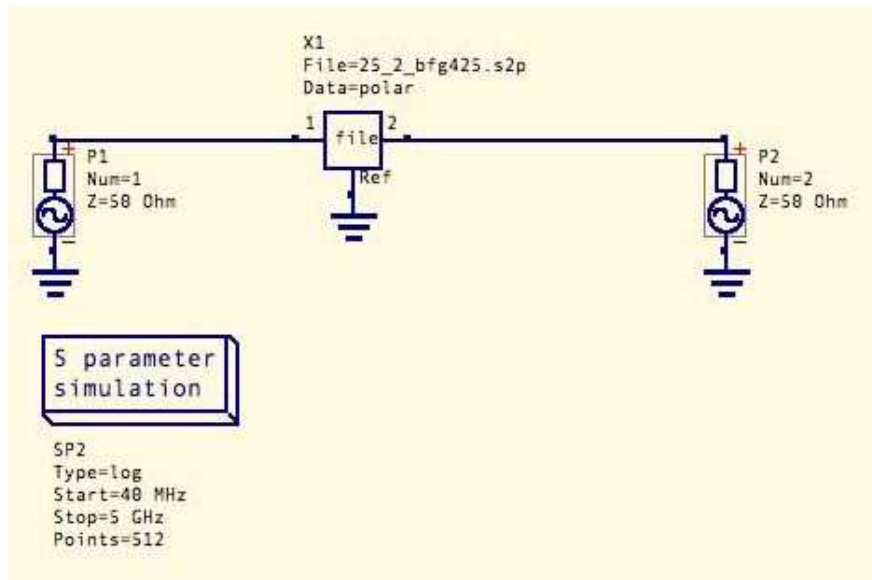 X1
File=25_2_bfg425.s2p
Data=polar
1 file 2
Ref
+ P1
Num=1
Z=50 Ohm
−
+ P2
Num=2
Z=50 Ohm
−
S parameter
simulation
SP2
Type=log
Start=40 MHz
Stop=5 GHz
Points=512